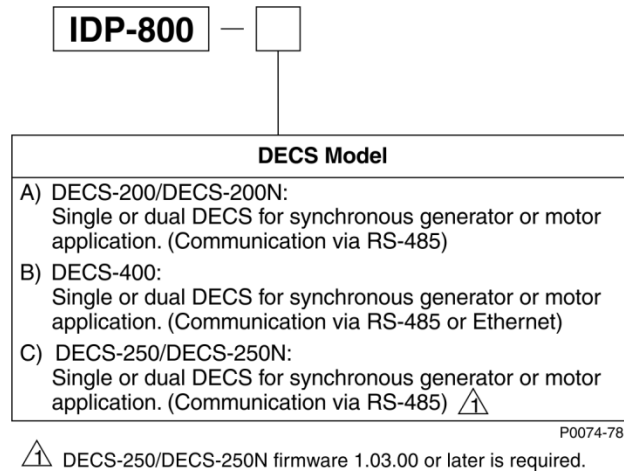 IDP-800 —
DECS Model
A) DECS-200/DECS-200N:
Single or dual DECS for synchronous generator or motor
application. (Communication via RS-485)
B) DECS-400:
Single or dual DECS for synchronous generator or motor
application. (Communication via RS-485 or Ethernet)
C) DECS-250/DECS-250N:
Single or dual DECS for synchronous generator or motor
application. (Communication via RS-485) 1
P0074-78
1 DECS-250/DECS-250N firmware 1.03.00 or later is required.